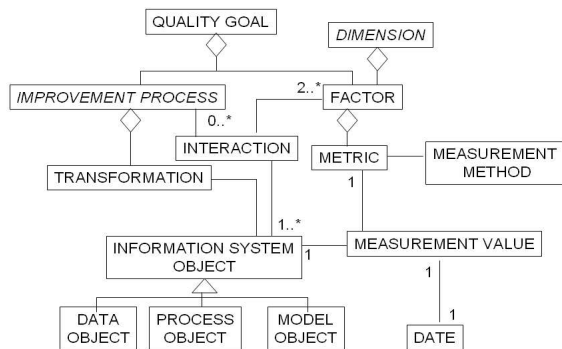 QUALITY GOAL
DIMENSION
IMPROVEMENT PROCESS
2..*
FACTOR
0..*
INTERACTION
METRIC
MEASUREMENT
METHOD
TRANSFORMATION
1
1..*
INFORMATION SYSTEM
OBJECT
1
MEASUREMENT VALUE
1
1
DATA
OBJECT
PROCESS
OBJECT
MODEL
OBJECT
DATE